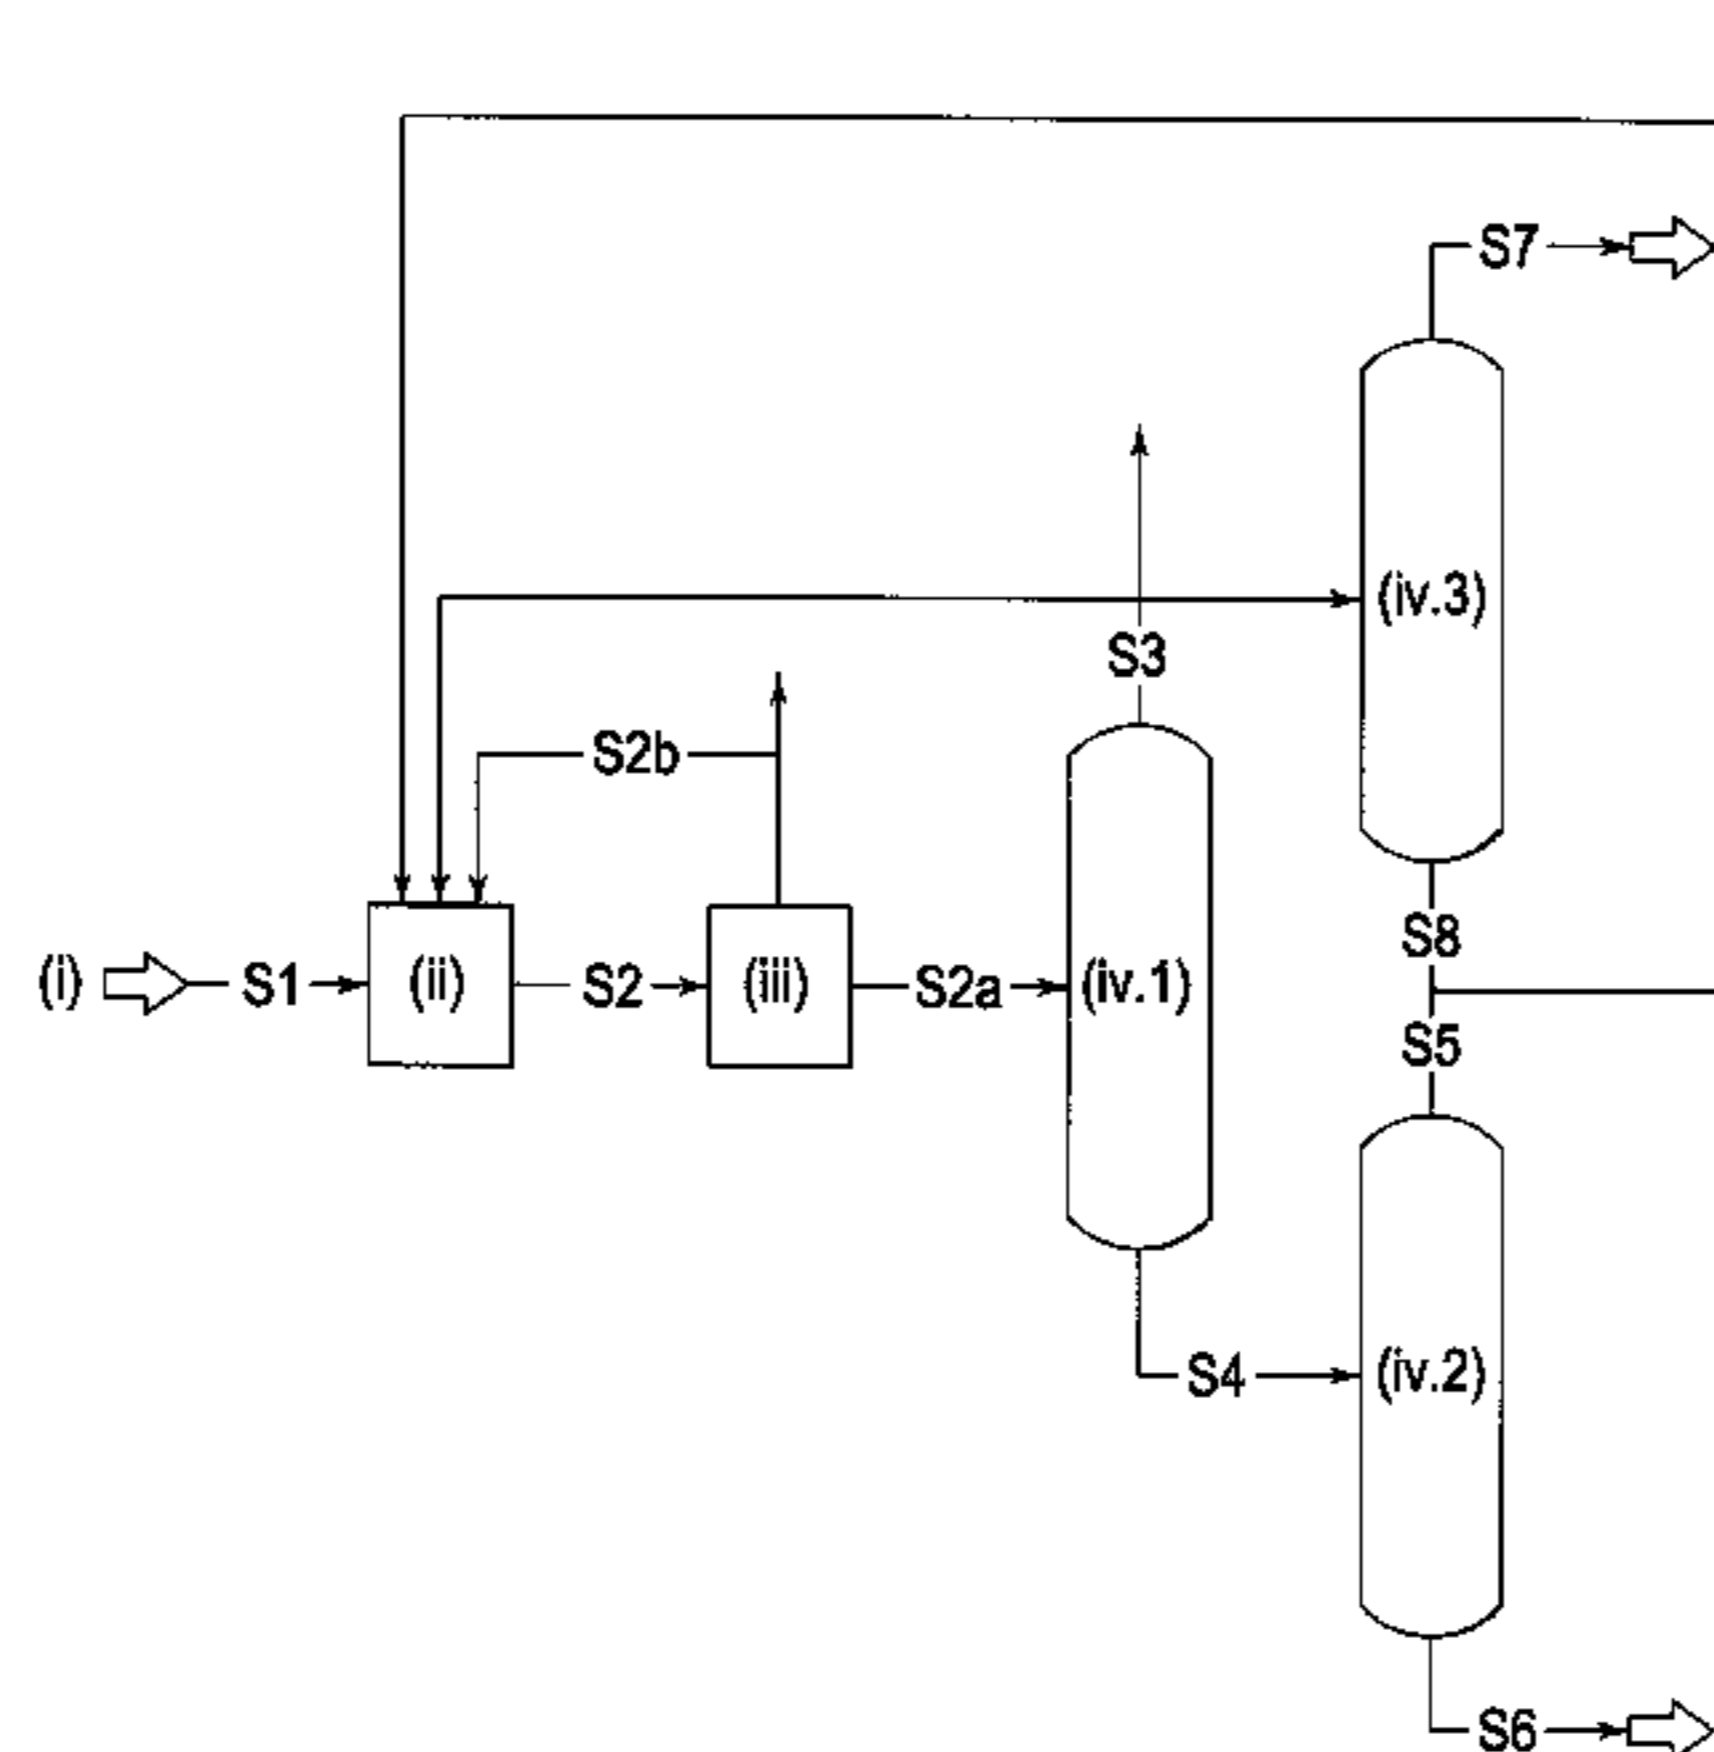 S7
(iv.3)
S3
S2b
S8
(i)
S1
(ii)
S2
(iii)
S2a
(iv.1)
S5
S4
(iv.2)
S6